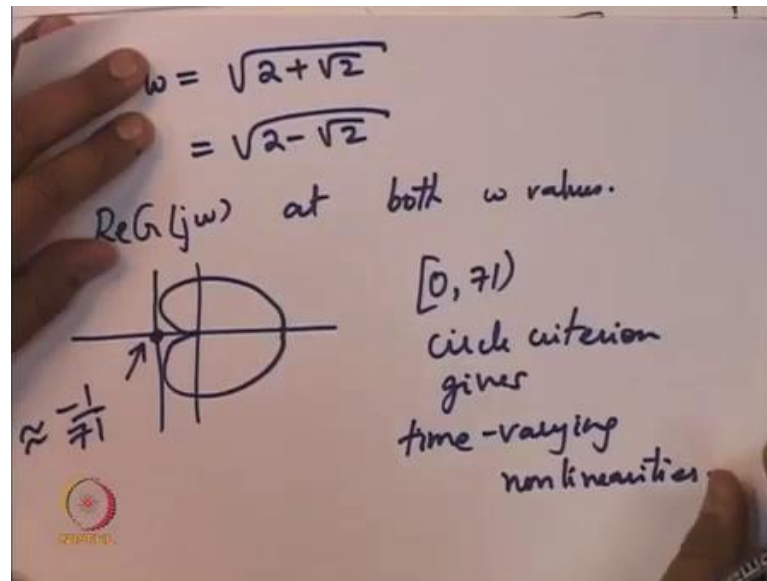 ω = √(2+√2)
= √(2-√2)
ReG(jω) at both ω values.
[0, 71)
circle criterion
gives
≈ -1/71
time-varying
nonlinearities.